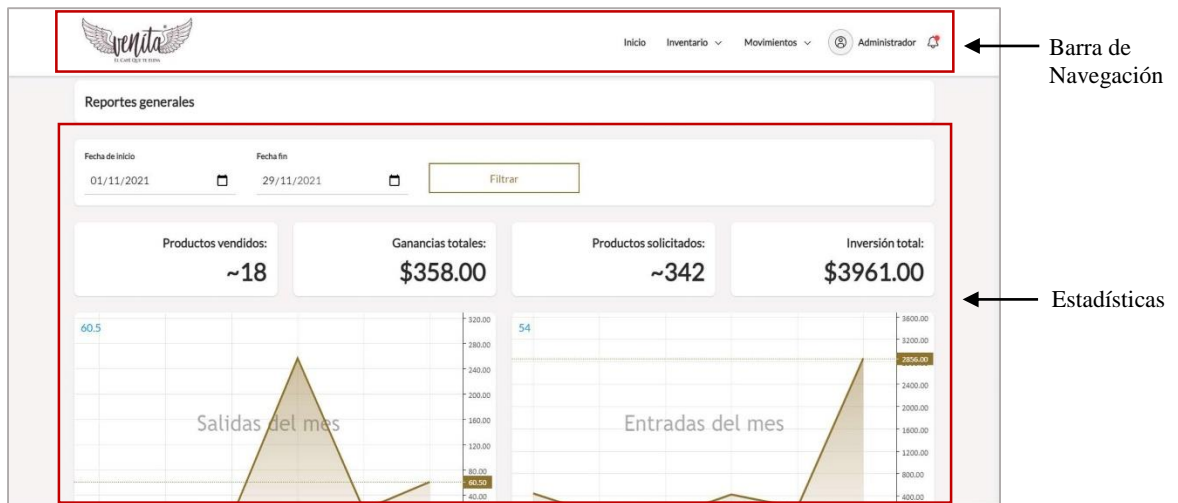 venita
EL CAFÉ QUE TE ELEVA
Inicio Inventario Movimientos Administrador
Barra de
Navegación
Reportes generales
Fecha de inicio Fecha fin
01/11/2021 29/11/2021 Filtrar
Productos vendidos: Ganancias totales: Productos solicitados: Inversión total:
~18 $358.00 ~342 $3961.00
Estadísticas
60.5
320.00
280.00
240.00
200.00
Salidas del mes
160.00
120.00
80.00
60.50
40.00
54
3600.00
3200.00
2856.00
2400.00
2000.00
Entradas del mes
1600.00
1200.00
800.00
400.00